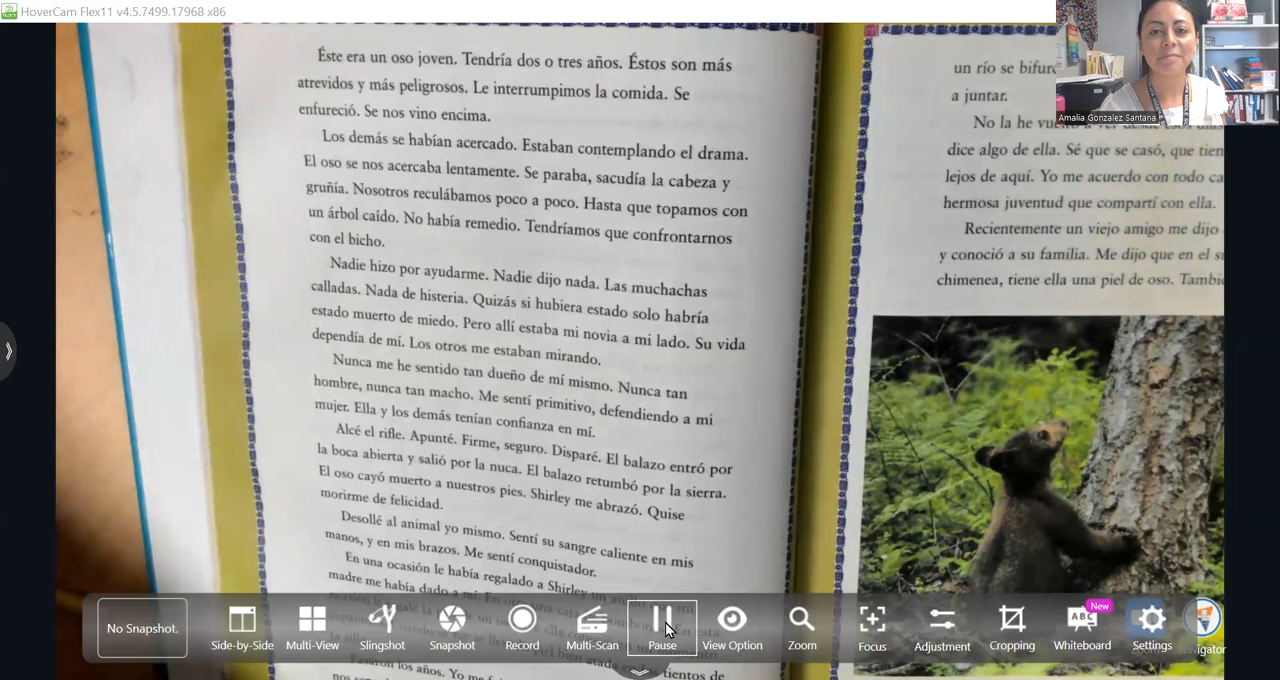 HoverCam Flex11 v4.5.7499.17968 x86
Éste era un oso joven. Tendría dos o tres años. Éstos son más
atrevidos y más peligrosos. Le interrumpimos la comida. Se
enfureció. Se nos vino encima.
Los demás se habían acercado. Estaban contemplando el drama.
El oso se nos acercaba lentamente. Se paraba, sacudía la cabeza y
gruñía. Nosotros reculábamos poco a poco. Hasta que topamos con
un árbol caído. No había remedio. Tendríamos que confrontarnos
con el bicho.
Nadie hizo por ayudarme. Nadie dijo nada. Las muchachas
calladas. Nada de histeria. Quizás si hubiera estado solo habría
estado muerto de miedo. Pero allí estaba mi novia a mi lado. Su vida
dependía de mí. Los otros me estaban mirando.
Nunca me he sentido tan dueño de mí mismo. Nunca tan
hombre, nunca tan macho. Me sentí primitivo, defendiendo a mi
mujer. Ella y los demás tenían confianza en mí.
Alcé el rifle. Apunté. Firme, seguro. Disparé. El balazo entró por
la boca abierta y salió por la nuca. El balazo retumbó por la sierra.
El oso cayó muerto a nuestros pies. Shirley me abrazó. Quise
morirme de felicidad.
Desollé al animal yo mismo. Sentí su sangre caliente en mis
manos, y en mis brazos. Me sentí conquistador.
En una ocasión le había regalado a Shirley un
madre me había dado a mí. En
Pasaron los años. Yo me
tientos de
un río se
a juntar.
No la he
dice algo de ella. Sé que se casó, que
lejos de aquí. Yo me acuerdo con todo
hermosa juventud que compartí con ella.
Recientemente un viejo amigo me dijo
y conoció a su familia. Me dijo que en el
chimenea, tiene ella una piel de oso.
Amalia Gonzalez Santana
No Snapshot.
Side-by-Side
Multi-View
Slingshot
Snapshot
Record
Multi-Scan
Pause
View Option
Zoom
Focus
Adjustment
Cropping
New
ABC
Whiteboard
Settings
Navigator